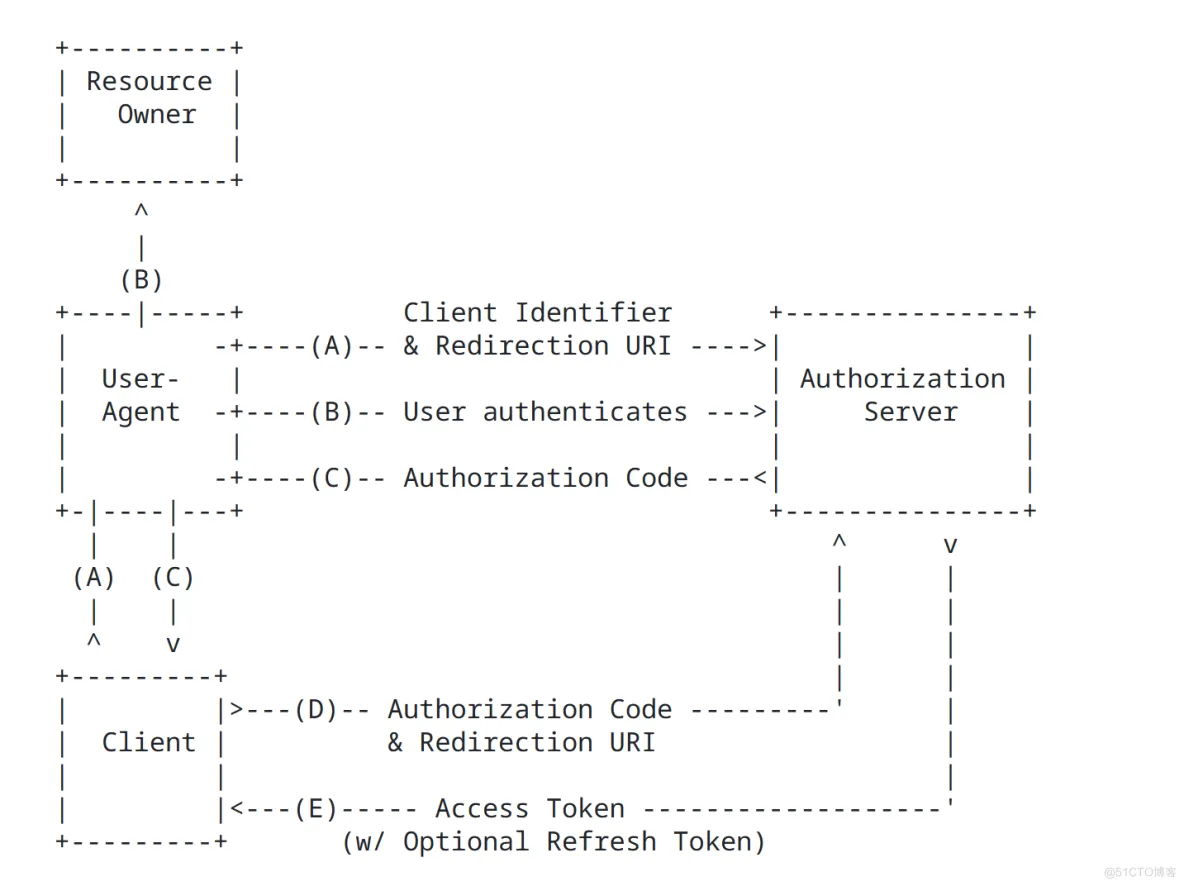 +----------+
| Resource |
|   Owner  |
|          |
+----------+
     ^
     |
    (B)
+----|-----+          Client Identifier      +---------------+
|         -+----(A)-- & Redirection URI ---->|               |
|  User-   |                                 | Authorization |
|  Agent  -+----(B)-- User authenticates --->|     Server    |
|          |                                 |               |
|         -+----(C)-- Authorization Code ---<|               |
+-|----|---+                                 +---------------+
  |    |                                         ^      v
 (A)  (C)                                        |      |
  |    |                                         |      |
  ^    v                                         |      |
+---------+                                      |      |
|         |>---(D)-- Authorization Code ---------'      |
|  Client |          & Redirection URI                  |
|         |                                             |
|         |<---(E)----- Access Token -------------------'
+---------+       (w/ Optional Refresh Token)
@51CTO博客